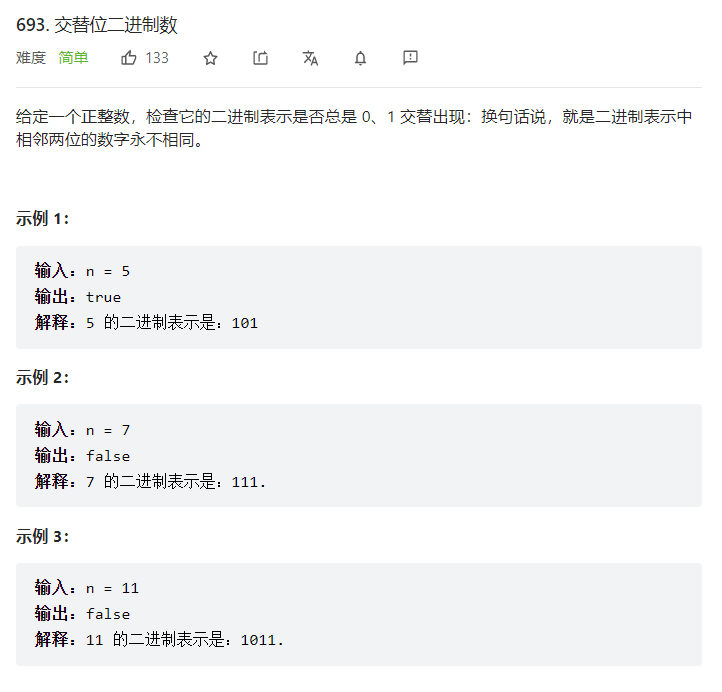 693. 交替位二进制数
难度 简单 133
给定一个正整数，检查它的二进制表示是否总是 0、1 交替出现：换句话说，就是二进制表示中
相邻两位的数字永不相同。
示例 1：
输入：n = 5
输出：true
解释：5 的二进制表示是：101
示例 2：
输入：n = 7
输出：false
解释：7 的二进制表示是：111.
示例 3：
输入：n = 11
输出：false
解释：11 的二进制表示是：1011.